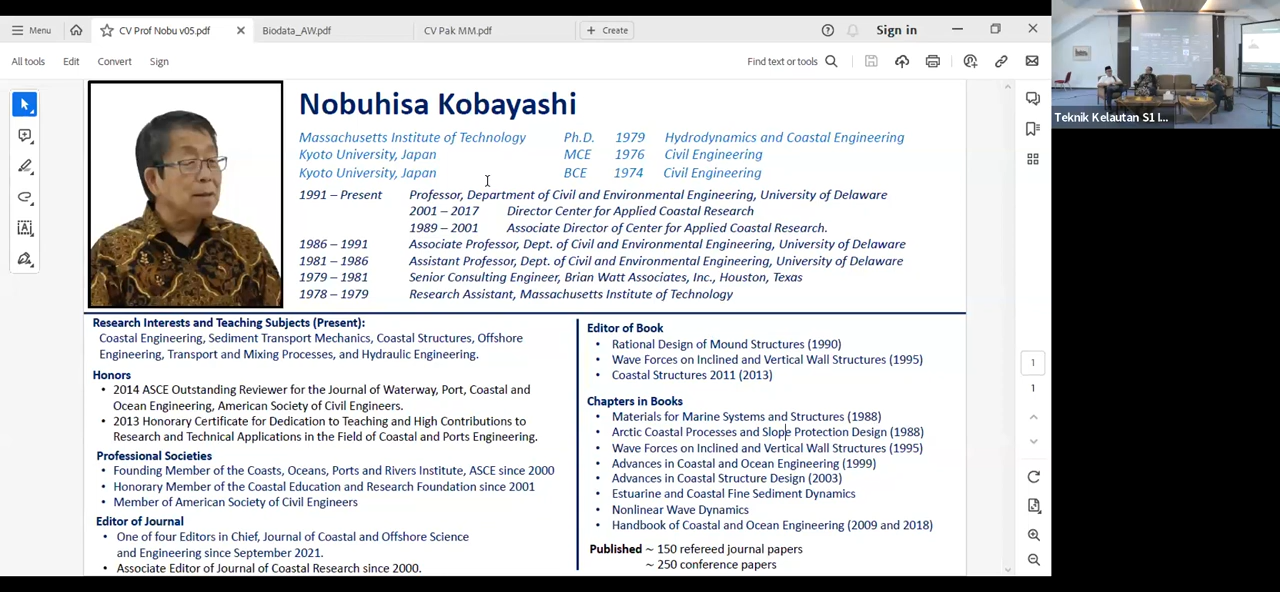 Menu
CV Prof Nobu v05.pdf
Biodata_AW.pdf
CV Pak MM.pdf
Create
Sign in
All tools
Edit
Convert
Sign
Find text or tools
Nobuhisa Kobayashi
Massachusetts Institute of Technology Ph.D. 1979 Hydrodynamics and Coastal Engineering
Kyoto University, Japan MCE 1976 Civil Engineering
Kyoto University, Japan BCE 1974 Civil Engineering
1991 – Present Professor, Department of Civil and Environmental Engineering, University of Delaware
2001 – 2017 Director Center for Applied Coastal Research
1989 – 2001 Associate Director of Center for Applied Coastal Research.
1986 – 1991 Associate Professor, Dept. of Civil and Environmental Engineering, University of Delaware
1981 – 1986 Assistant Professor, Dept. of Civil and Environmental Engineering, University of Delaware
1979 – 1981 Senior Consulting Engineer, Brian Watt Associates, Inc., Houston, Texas
1978 – 1979 Research Assistant, Massachusetts Institute of Technology
Research Interests and Teaching Subjects (Present):
Coastal Engineering, Sediment Transport Mechanics, Coastal Structures, Offshore
Engineering, Transport and Mixing Processes, and Hydraulic Engineering.
Honors
• 2014 ASCE Outstanding Reviewer for the Journal of Waterway, Port, Coastal and
Ocean Engineering, American Society of Civil Engineers.
• 2013 Honorary Certificate for Dedication to Teaching and High Contributions to
Research and Technical Applications in the Field of Coastal and Ports Engineering.
Professional Societies
• Founding Member of the Coasts, Oceans, Ports and Rivers Institute, ASCE since 2000
• Honorary Member of the Coastal Education and Research Foundation since 2001
• Member of American Society of Civil Engineers
Editor of Journal
• One of four Editors in Chief, Journal of Coastal and Offshore Science
and Engineering since September 2021.
• Associate Editor of Journal of Coastal Research since 2000.
Editor of Book
• Rational Design of Mound Structures (1990)
• Wave Forces on Inclined and Vertical Wall Structures (1995)
• Coastal Structures 2011 (2013)
Chapters in Books
• Materials for Marine Systems and Structures (1988)
• Arctic Coastal Processes and Slope Protection Design (1988)
• Wave Forces on Inclined and Vertical Wall Structures (1995)
• Advances in Coastal and Ocean Engineering (1999)
• Advances in Coastal Structure Design (2003)
• Estuarine and Coastal Fine Sediment Dynamics
• Nonlinear Wave Dynamics
• Handbook of Coastal and Ocean Engineering (2009 and 2018)
Published ~ 150 refereed journal papers
~ 250 conference papers
1
1
Teknik Kelautan S1 I...